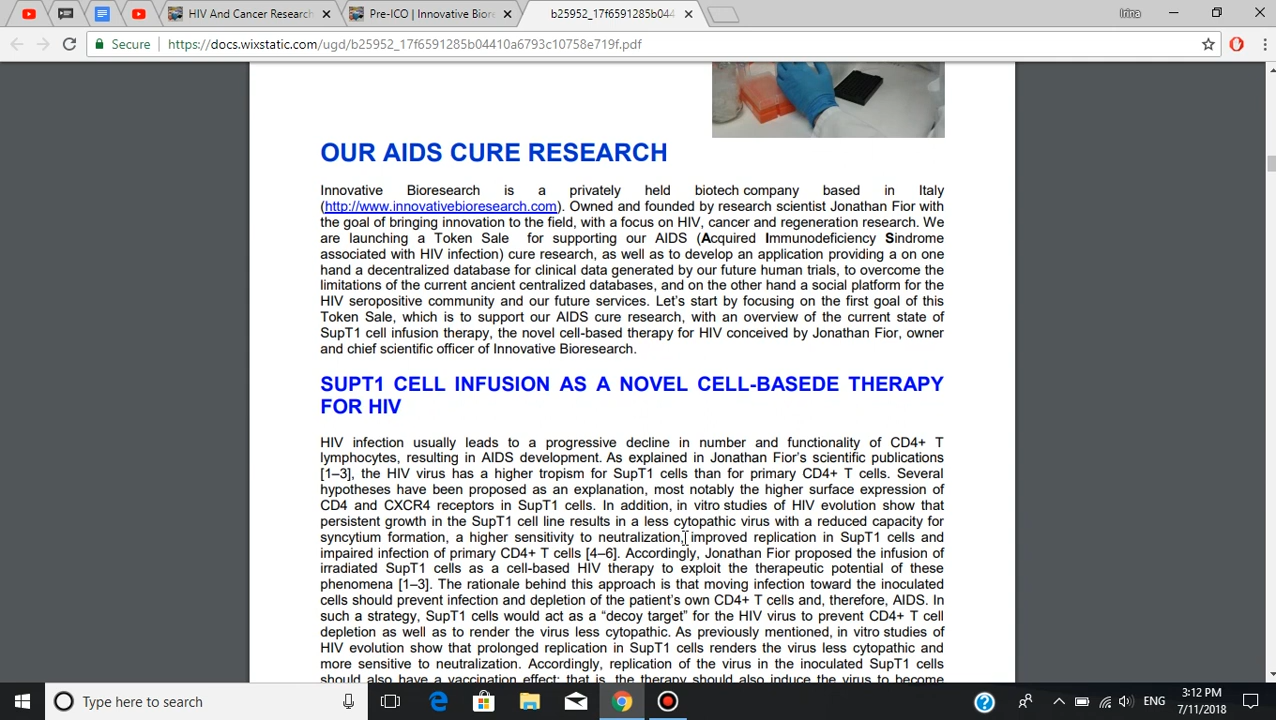 HIV And Cancer Research
Pre-ICO | Innovative Bior
b25952_17f6591285b044
Irina
Secure
https://docs.wixstatic.com/ugd/b25952_17f6591285b04410a6793c10758e719f.pdf
OUR AIDS CURE RESEARCH
Innovative Bioresearch is a privately held biotech company based in Italy
(http://www.innovativebioresearch.com). Owned and founded by research scientist Jonathan Fior with
the goal of bringing innovation to the field, with a focus on HIV, cancer and regeneration research. We
are launching a Token Sale for supporting our AIDS (Acquired Immunodeficiency Sindrome
associated with HIV infection) cure research, as well as to develop an application providing a on one
hand a decentralized database for clinical data generated by our future human trials, to overcome the
limitations of the current ancient centralized databases, and on the other hand a social platform for the
HIV seropositive community and our future services. Let's start by focusing on the first goal of this
Token Sale, which is to support our AIDS cure research, with an overview of the current state of
SupT1 cell infusion therapy, the novel cell-based therapy for HIV conceived by Jonathan Fior, owner
and chief scientific officer of Innovative Bioresearch.
SUPT1 CELL INFUSION AS A NOVEL CELL-BASEDE THERAPY
FOR HIV
HIV infection usually leads to a progressive decline in number and functionality of CD4+ T
lymphocytes, resulting in AIDS development. As explained in Jonathan Fior's scientific publications
[1–3], the HIV virus has a higher tropism for SupT1 cells than for primary CD4+ T cells. Several
hypotheses have been proposed as an explanation, most notably the higher surface expression of
CD4 and CXCR4 receptors in SupT1 cells. In addition, in vitro studies of HIV evolution show that
persistent growth in the SupT1 cell line results in a less cytopathic virus with a reduced capacity for
syncytium formation, a higher sensitivity to neutralization, improved replication in SupT1 cells and
impaired infection of primary CD4+ T cells [4–6]. Accordingly, Jonathan Fior proposed the infusion of
irradiated SupT1 cells as a cell-based HIV therapy to exploit the therapeutic potential of these
phenomena [1–3]. The rationale behind this approach is that moving infection toward the inoculated
cells should prevent infection and depletion of the patient's own CD4+ T cells and, therefore, AIDS. In
such a strategy, SupT1 cells would act as a "decoy target" for the HIV virus to prevent CD4+ T cell
depletion as well as to render the virus less cytopathic. As previously mentioned, in vitro studies of
HIV evolution show that prolonged replication in SupT1 cells renders the virus less cytopathic and
more sensitive to neutralization. Accordingly, replication of the virus in the inoculated SupT1 cells
should also have a vaccination effect; that is, the therapy should also induce the virus to become
Type here to search
ENG
3:12 PM
7/11/2018